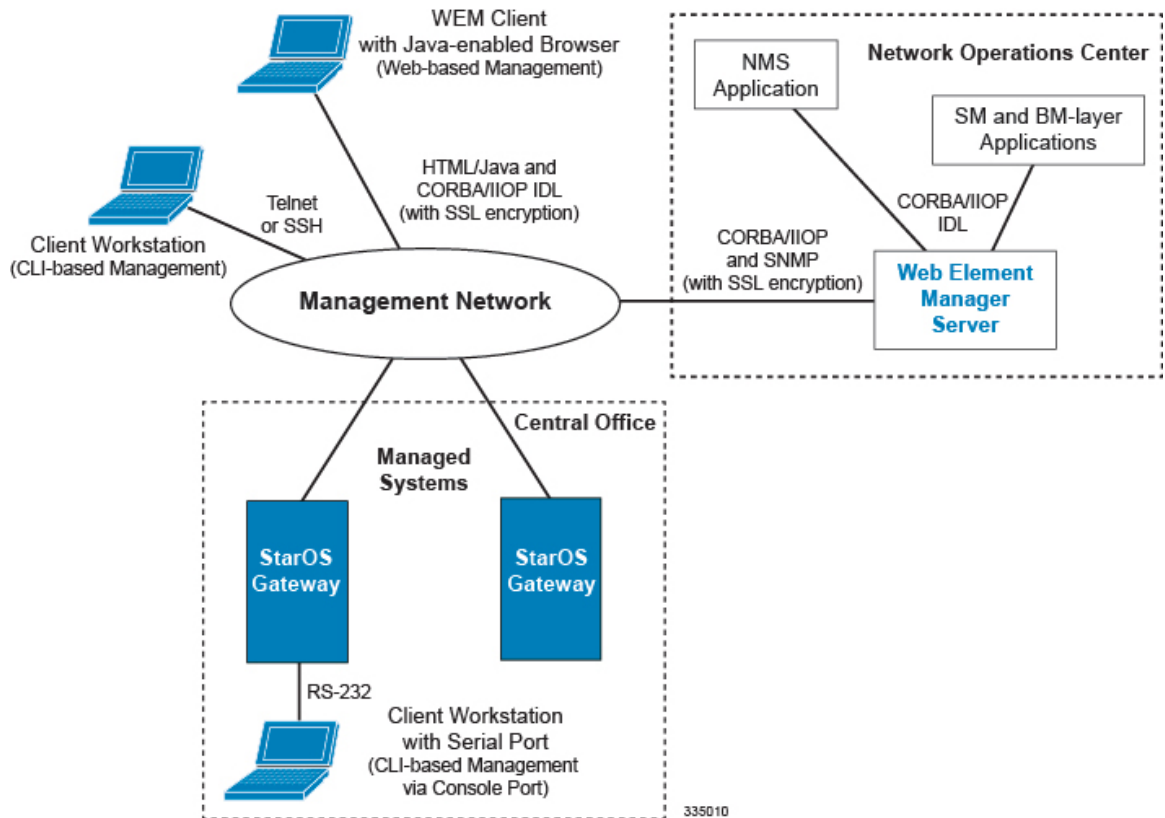 WEM Client
with Java-enabled Browser
(Web-based Management)
Network Operations Center
NMS
Application
SM and BM-layer
Applications
HTML/Java and
CORBA/IIOP IDL
(with SSL encryption)
Telnet
or SSH
Client Workstation
(CLI-based Management)
CORBA/IIOP
IDL
CORBA/IIOP
and SNMP
(with SSL encryption)
Web Element
Manager
Server
Management Network
Central Office
Managed
Systems
StarOS
Gateway
StarOS
Gateway
RS-232
Client Workstation
with Serial Port
(CLI-based Management
via Console Port)
335010